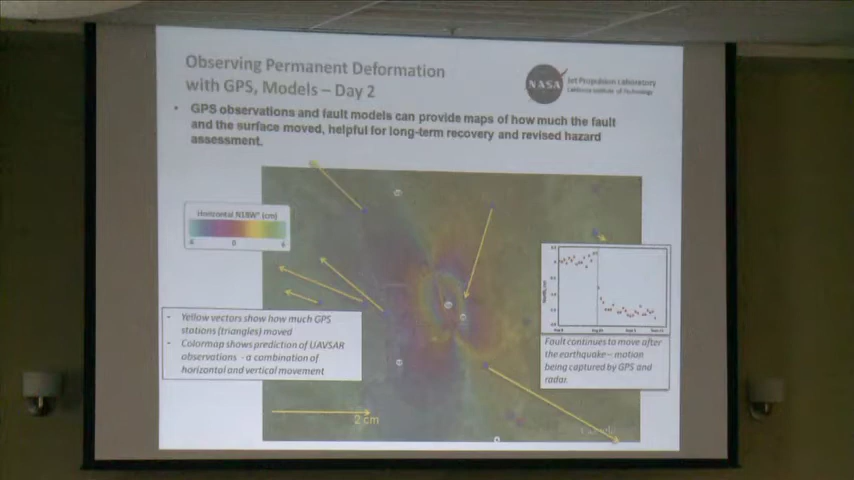 Observing Permanent Deformation
with GPS, Models – Day 2
NASA
Jet Propulsion Laboratory
California Institute of Technology
• GPS observations and fault models can provide maps of how much the fault
and the surface moved, helpful for long-term recovery and revised hazard
assessment.
Horizontal, N18W° (cm)
-6 0 6
- Yellow vectors show how much GPS
stations (triangles) moved
- Colormap shows prediction of UAVSAR
observations - a combination of
horizontal and vertical movement
Fault continues to move after
the earthquake – motion
being captured by GPS and
radar.
2 cm